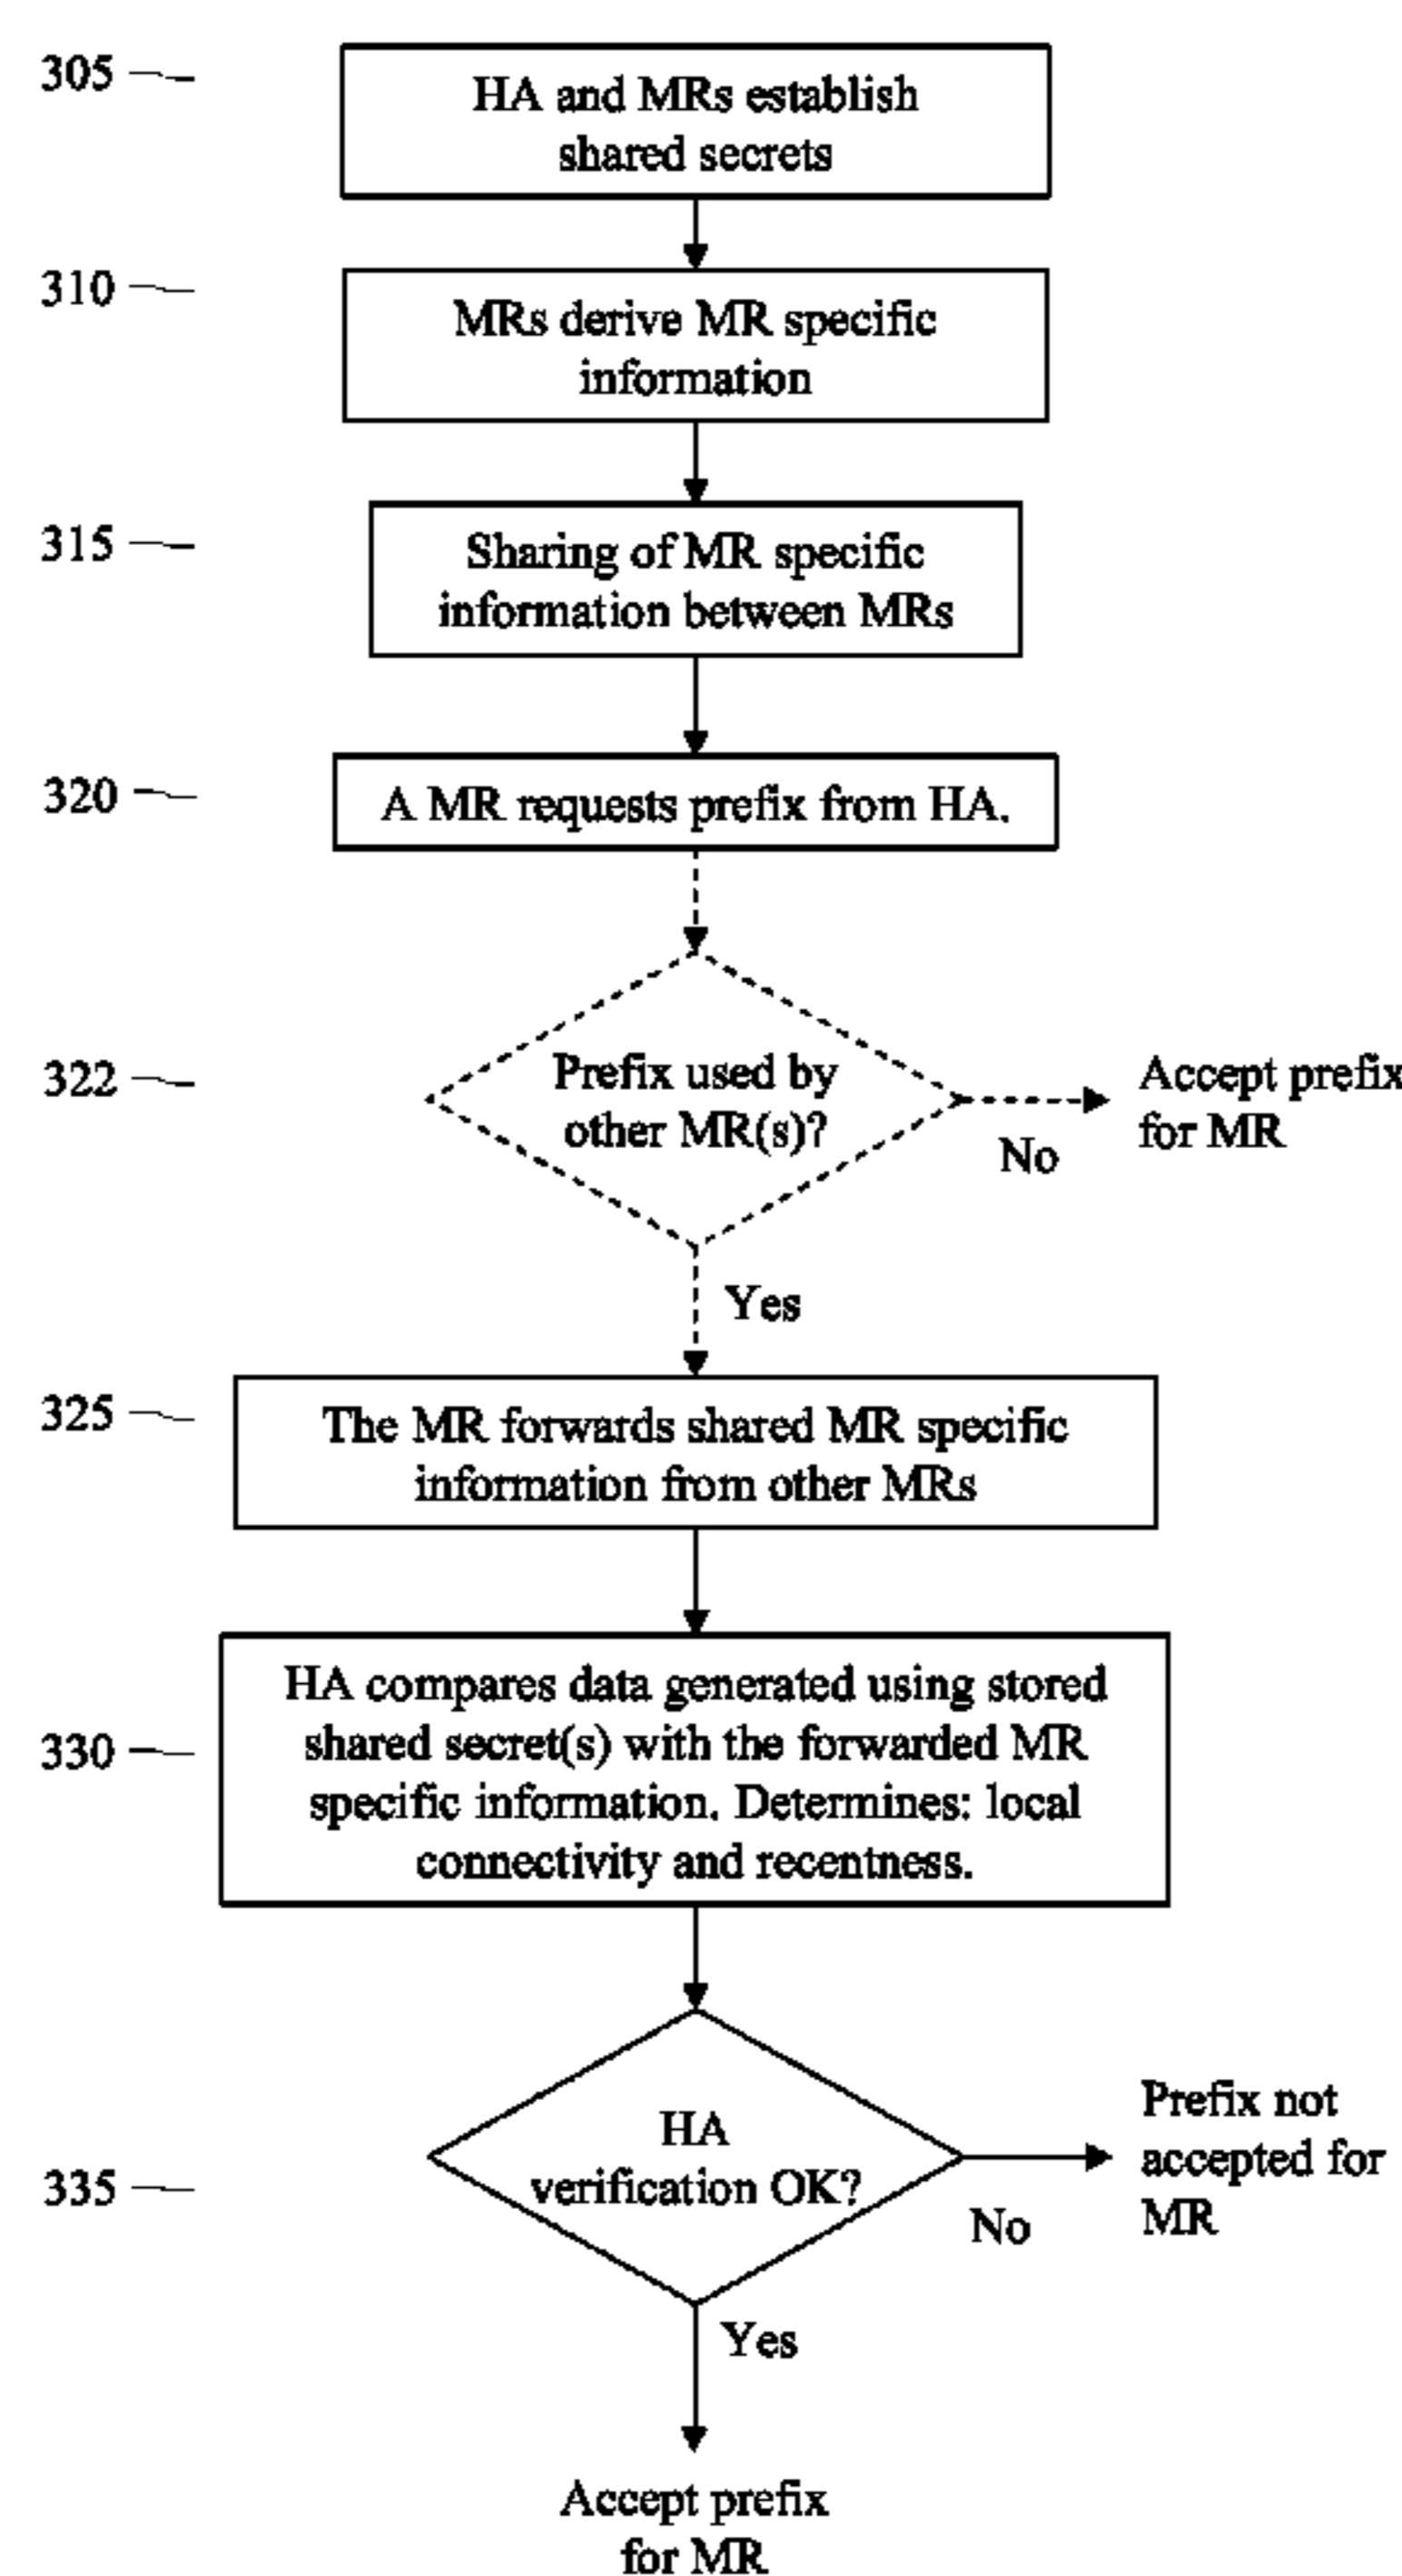 305
HA and MRs establish
shared secrets
310
MRs derive MR specific
information
315
Sharing of MR specific
information between MRs
320
A MR requests prefix from HA.
322
Prefix used by
other MR(s)?
No
Accept prefix
for MR
Yes
325
The MR forwards shared MR specific
information from other MRs
330
HA compares data generated using stored
shared secret(s) with the forwarded MR
specific information. Determines: local
connectivity and recentness.
335
HA
verification OK?
No
Prefix not
accepted for
MR
Yes
Accept prefix
for MR